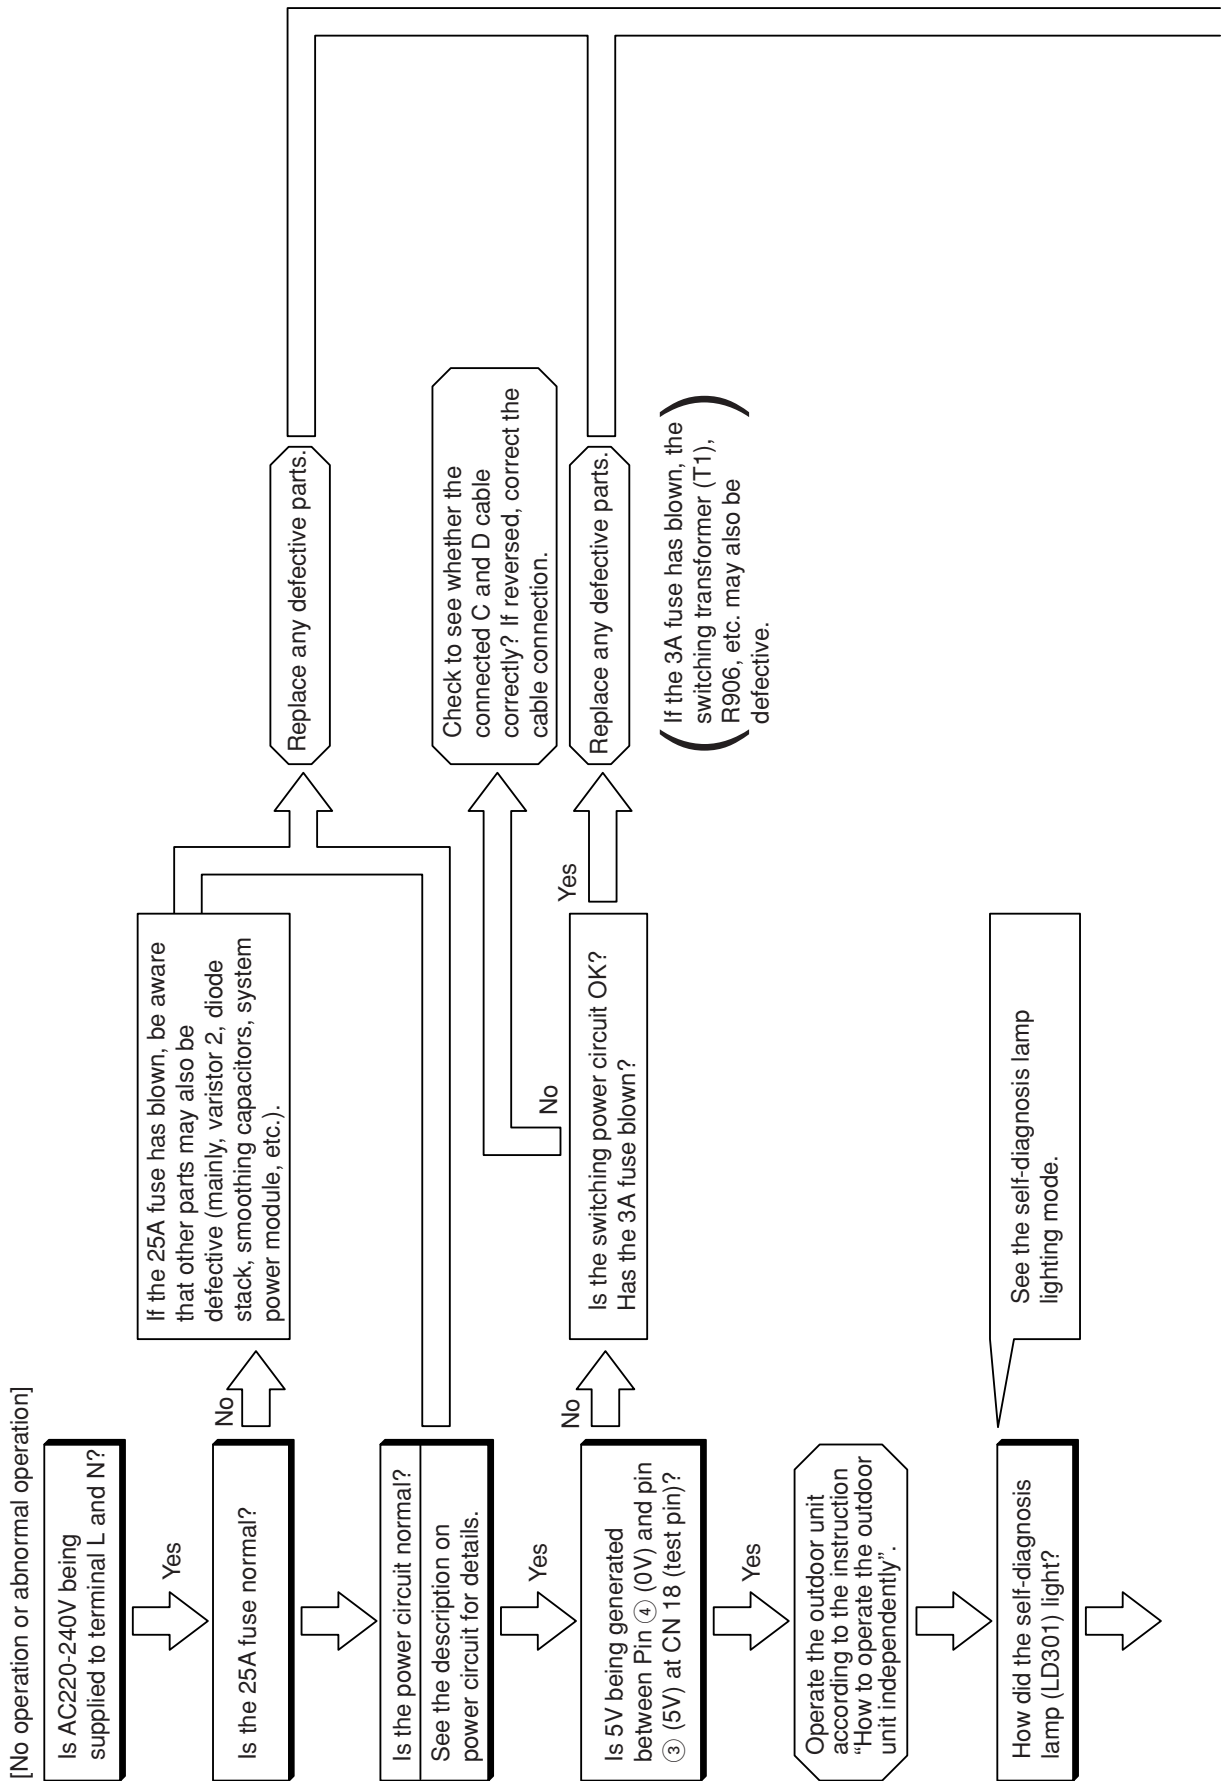 [No operation or abnormal operation]
Is AC220-240V being
supplied to terminal L and N?
Yes
Is the 25A fuse normal?
No
If the 25A fuse has blown, be aware
that other parts may also be
defective (mainly, varistor 2, diode
stack, smoothing capacitors, system
power module, etc.).
Replace any defective parts.
Is the power circuit normal?
See the description on
power circuit for details.
Yes
Is 5V being generated
between Pin ④ (0V) and pin
③ (5V) at CN 18 (test pin)?
No
Is the switching power circuit OK?
Has the 3A fuse blown?
No
Check to see whether the
connected C and D cable
correctly? If reversed, correct the
cable connection.
Yes
Replace any defective parts.
If the 3A fuse has blown, the
switching transformer (T1),
R906, etc. may also be
defective.
Yes
Operate the outdoor unit
according to the instruction
“How to operate the outdoor
unit independently”.
How did the self-diagnosis
lamp (LD301) light?
See the self-diagnosis lamp
lighting mode.